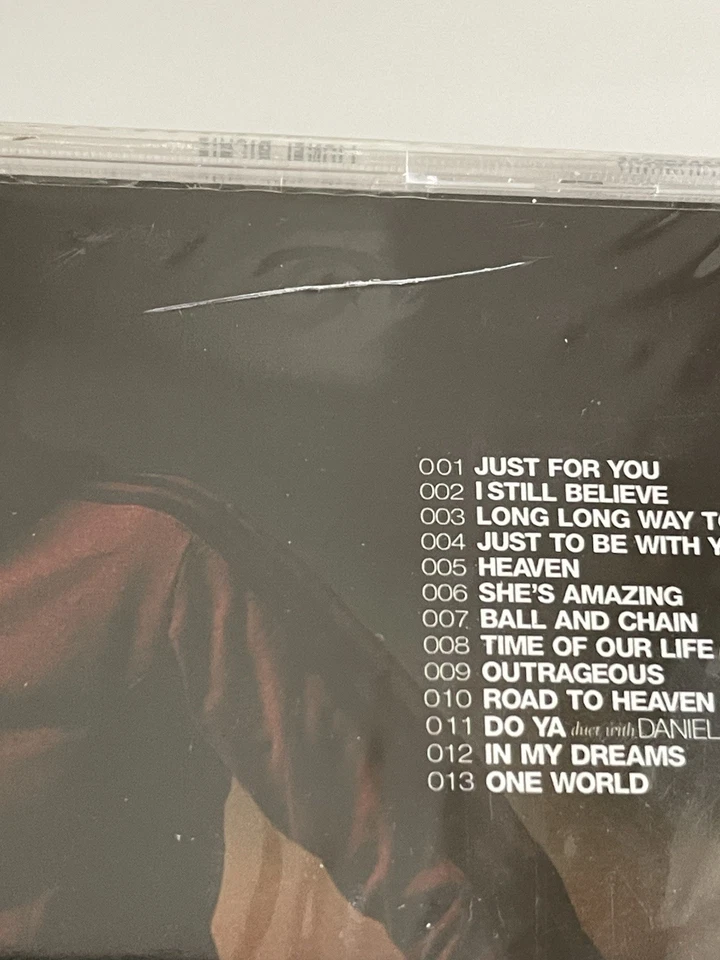 001 JUST FOR YOU
002 I STILL BELIEVE
003 LONG LONG WAY TO
004 JUST TO BE WITH Y
005 HEAVEN
006 SHE'S AMAZING
007 BALL AND CHAIN
008 TIME OF OUR LIFE
009 OUTRAGEOUS
010 ROAD TO HEAVEN
011 DO YA duet with DANIEL
012 IN MY DREAMS
013 ONE WORLD